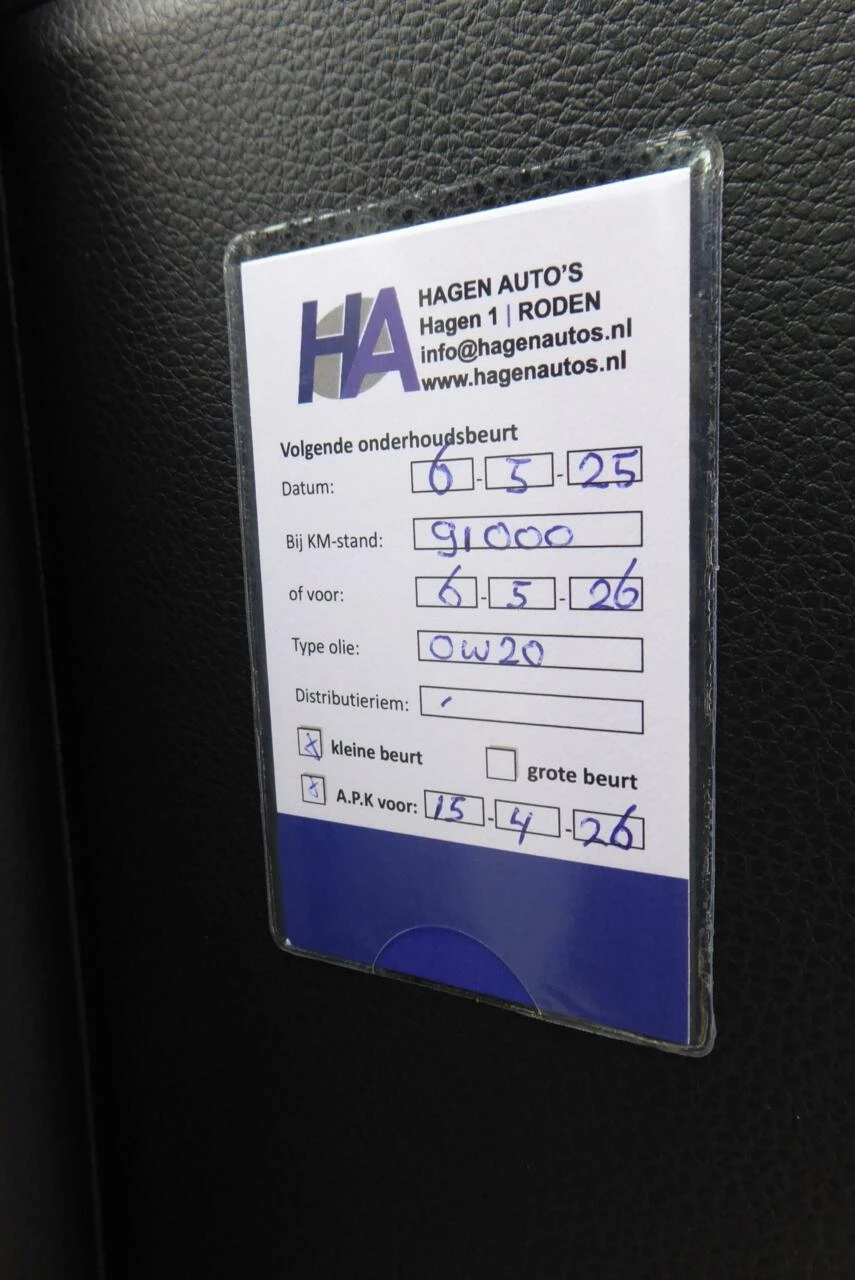 HA
HAGEN AUTO'S
Hagen 1 | RODEN
info@hagenautos.nl
www.hagenautos.nl
Volgende onderhoudsbeurt
Datum: 6 - 5 - 25
Bij KM-stand: 91000
of voor: 6 - 5 - 26
Type olie: 0W20
Distributieriem: ,
x kleine beurt grote beurt
x A.P.K voor: 15 - 4 - 26